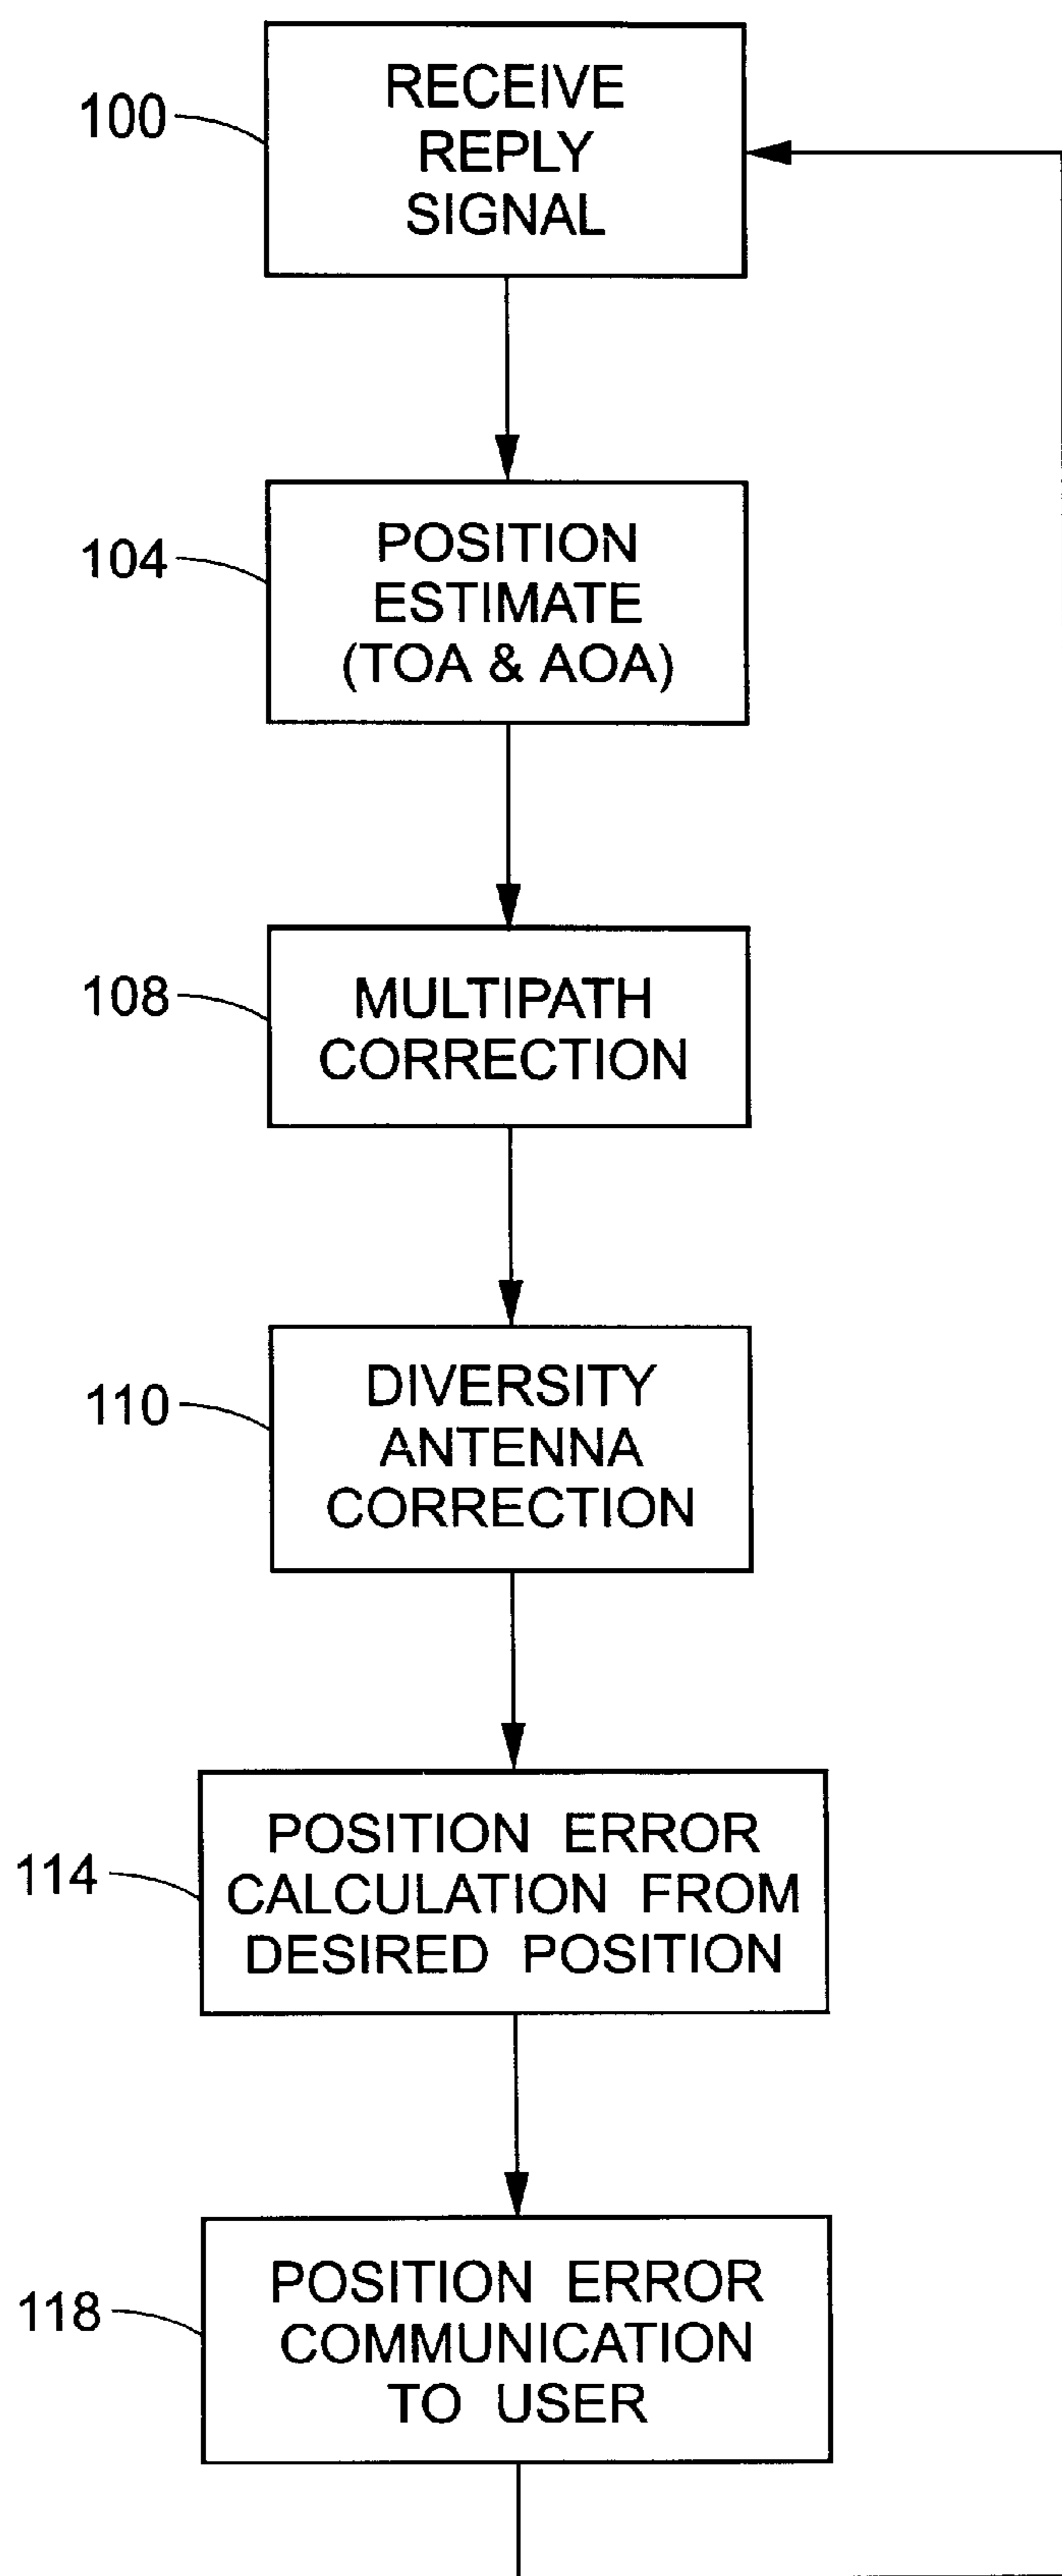 100
RECEIVE
REPLY
SIGNAL
104
POSITION
ESTIMATE
(TOA & AOA)
108
MULTIPATH
CORRECTION
110
DIVERSITY
ANTENNA
CORRECTION
114
POSITION ERROR
CALCULATION FROM
DESIRED POSITION
118
POSITION ERROR
COMMUNICATION
TO USER